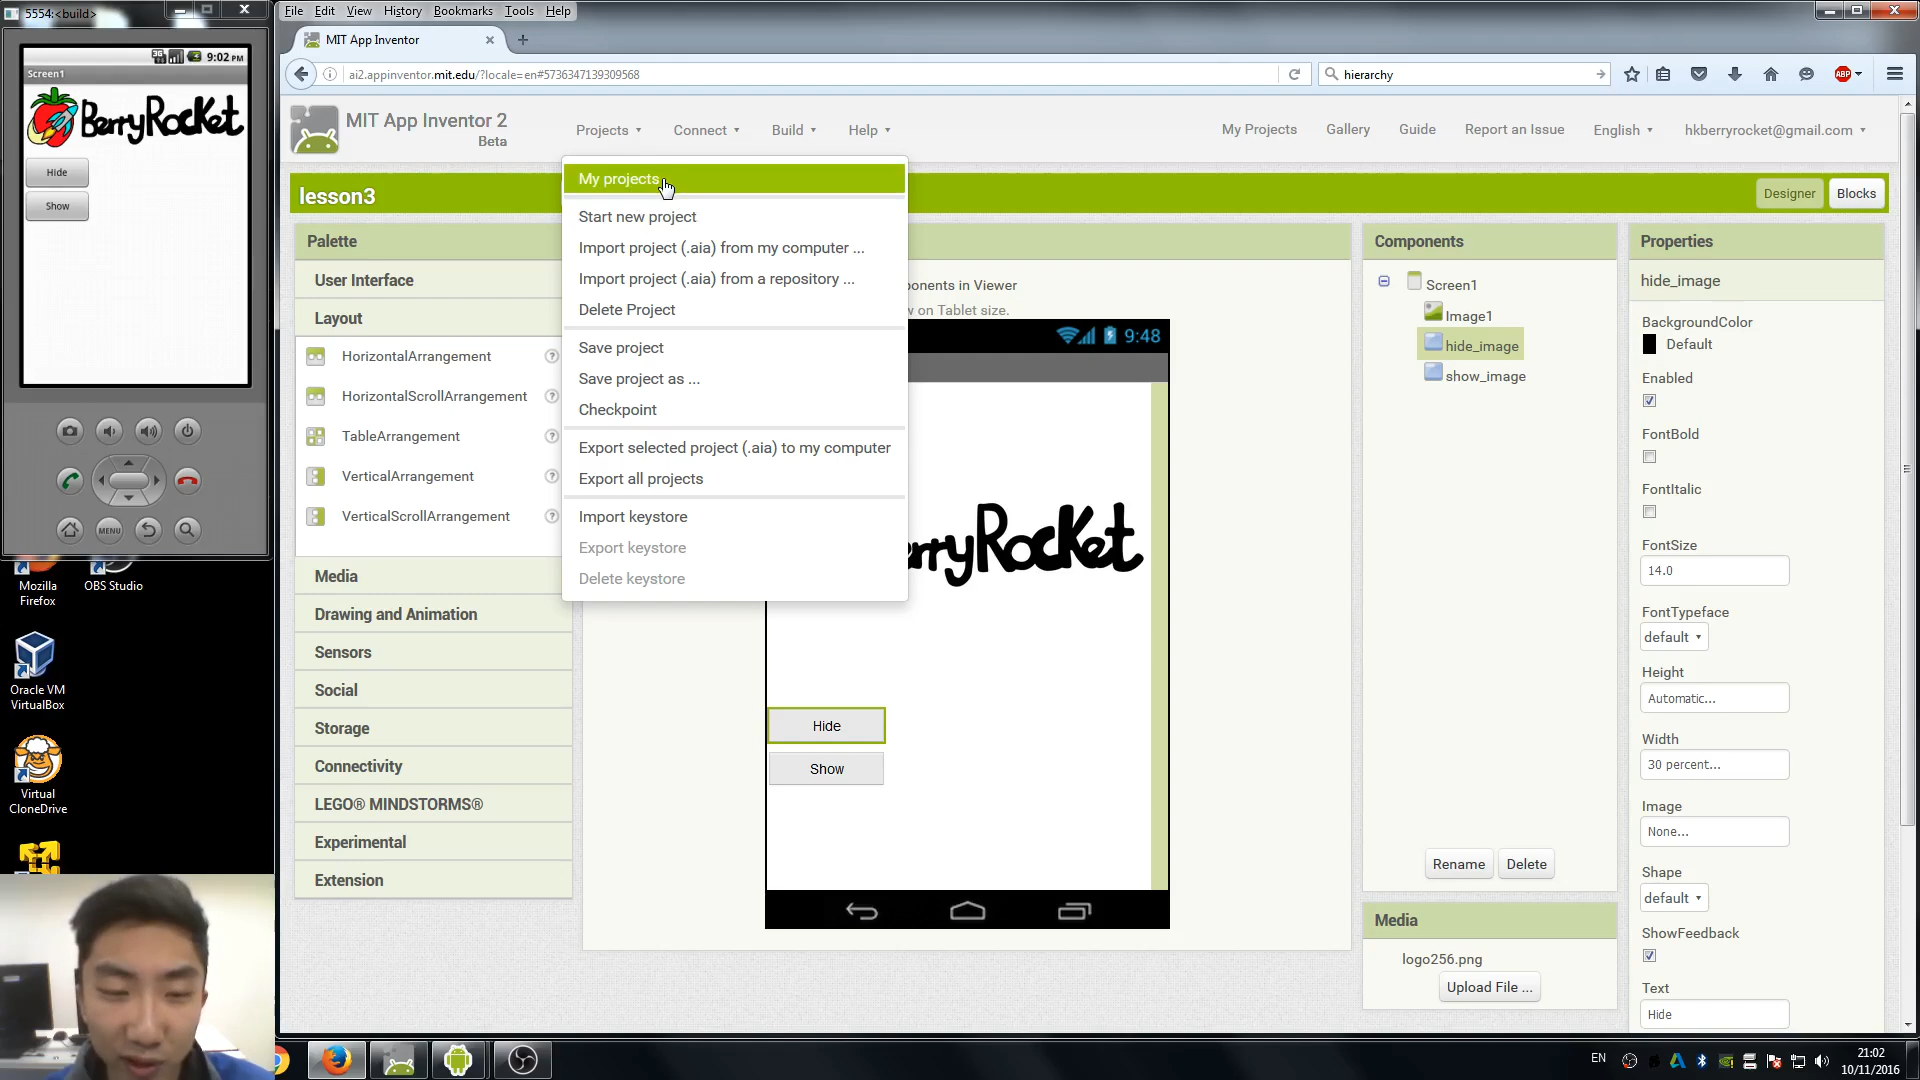 5554:<build>
9:02 PM
Screen1
BerryRocket
Hide
Show
MENU
Mozilla
Firefox
OBS Studio
Oracle VM
VirtualBox
Virtual
CloneDrive
File Edit View History Bookmarks Tools Help
MIT App Inventor
ai2.appinventor.mit.edu/?locale=en#5736347139309568
hierarchy
ABP
MIT App Inventor 2
Beta
Projects Connect Build Help
My Projects Gallery Guide Report an Issue English hkberryrocket@gmail.com
My projects
Start new project
Import project (.aia) from my computer ...
Import project (.aia) from a repository ...
Delete Project
Save project
Save project as ...
Checkpoint
Export selected project (.aia) to my computer
Export all projects
Import keystore
Export keystore
Delete keystore
lesson3
Designer
Blocks
Palette
User Interface
Layout
HorizontalArrangement
HorizontalScrollArrangement
TableArrangement
VerticalArrangement
VerticalScrollArrangement
Media
Drawing and Animation
Sensors
Social
Storage
Connectivity
LEGO® MINDSTORMS®
Experimental
Extension
ponents in Viewer
w on Tablet size.
9:48
erryRocket
Hide
Show
Components
Screen1
Image1
hide_image
show_image
Rename
Delete
Media
logo256.png
Upload File ...
Properties
hide_image
BackgroundColor
Default
Enabled
FontBold
FontItalic
FontSize
14.0
FontTypeface
default
Height
Automatic...
Width
30 percent...
Image
None...
Shape
default
ShowFeedback
Text
Hide
EN
21:02
10/11/2016